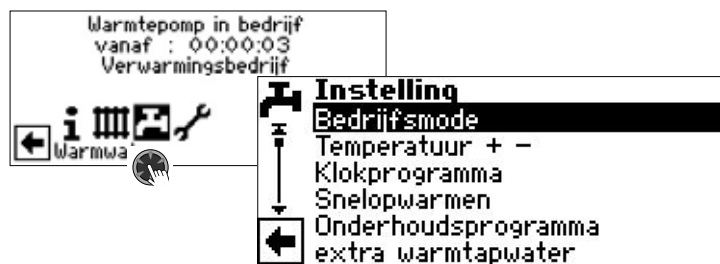 Warmtepomp in bedrijf
vanaf : 00:00:03
Verwarmingsbedrijf
Warmwa
Instelling
Bedrijfsmode
Temperatuur + -
Klokprogramma
Snelopwarmen
Onderhoudsprogramma
extra warmtapwater